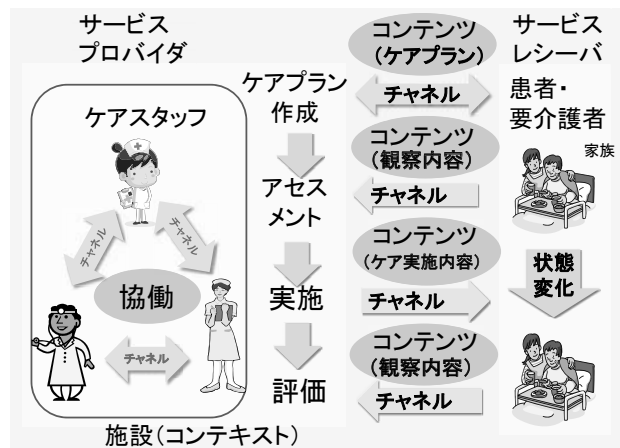 サービス
プロバイダ
ケアスタッフ
チャネル
チャネル
協働
チャネル
施設(コンテキスト)
ケアプラン
作成
アセス
メント
実施
評価
コンテンツ
(ケアプラン)
チャネル
コンテンツ
(観察内容)
チャネル
コンテンツ
(ケア実施内容)
チャネル
コンテンツ
(観察内容)
チャネル
サービス
レシーバ
患者・
要介護者
家族
状態
変化